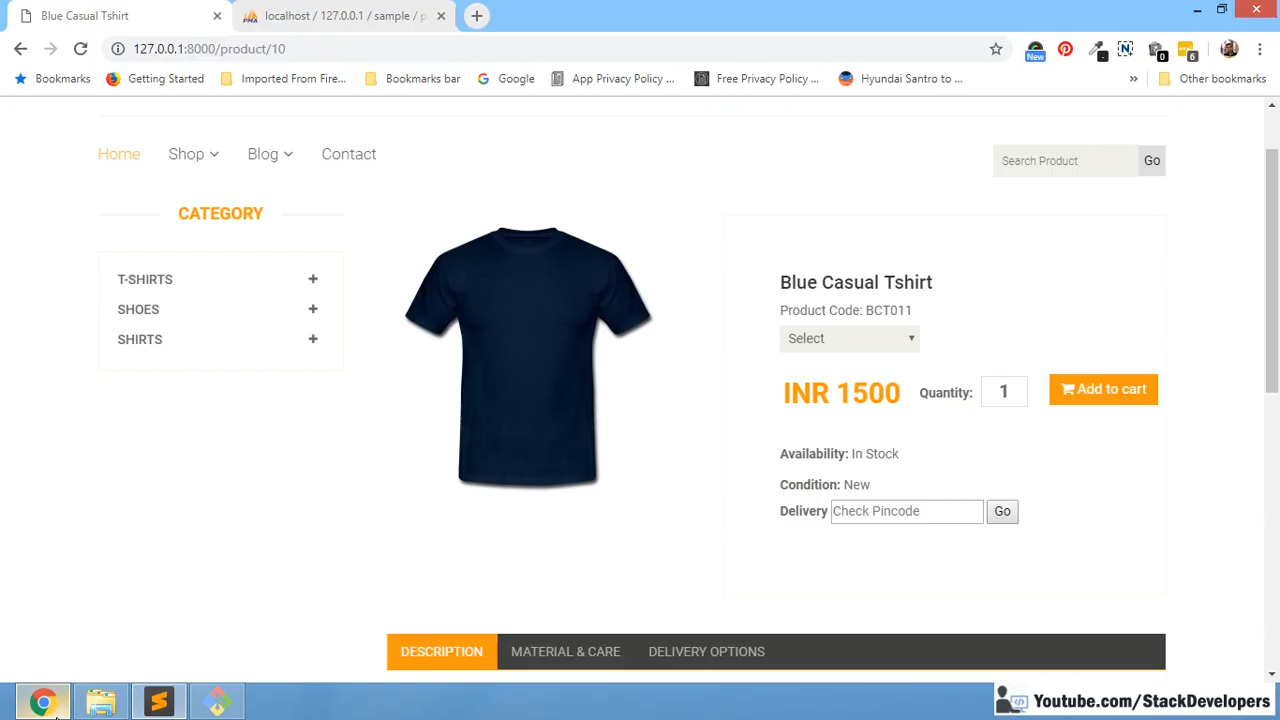 Blue Casual Tshirt
localhost / 127.0.0.1 / sample / p
127.0.0.1:8000/product/10
New
0
6
Bookmarks
Getting Started
Imported From Fire...
Bookmarks bar
Google
App Privacy Policy ...
Free Privacy Policy ...
Hyundai Santro to ...
»
Other bookmarks
Home
Shop
Blog
Contact
Search Product
Go
CATEGORY
T-SHIRTS +
SHOES +
SHIRTS +
Blue Casual Tshirt
Product Code: BCT011
Select
INR 1500
Quantity: 1
Add to cart
Availability: In Stock
Condition: New
Delivery Check Pincode Go
DESCRIPTION
MATERIAL & CARE
DELIVERY OPTIONS
Youtube.com/StackDevelopers